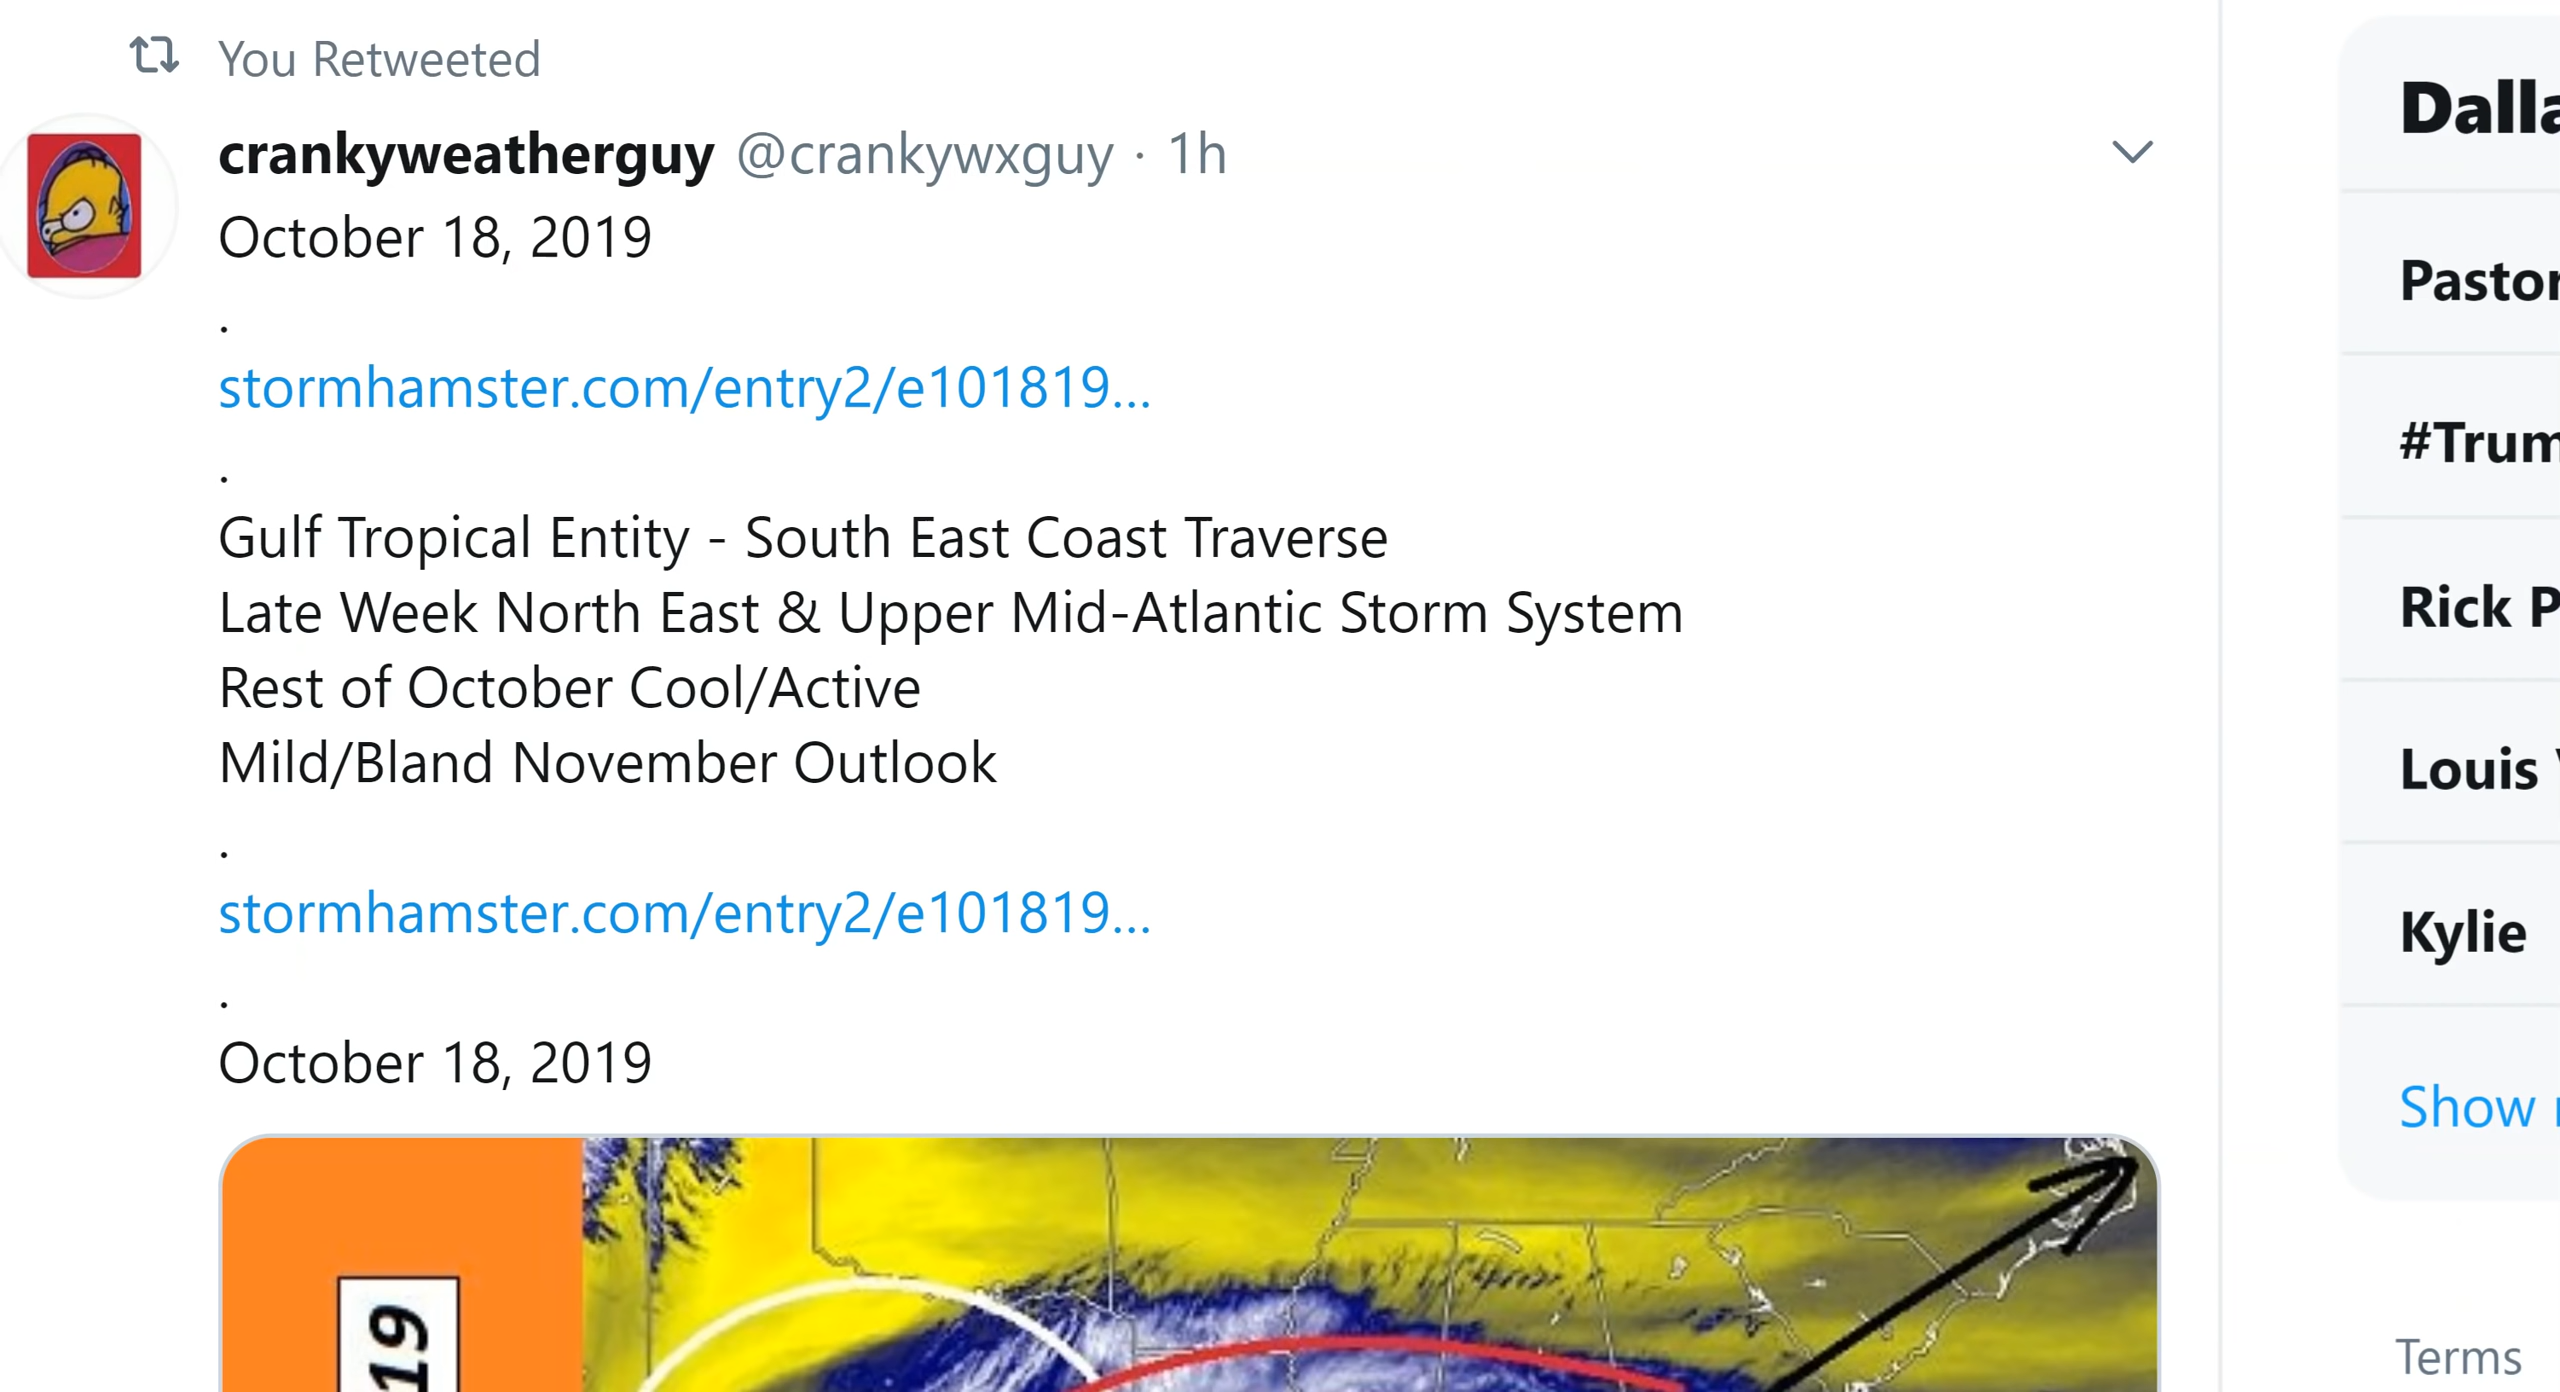 You Retweeted
crankyweatherguy @crankywxguy · 1h
October 18, 2019
.
stormhamster.com/entry2/e101819...
.
Gulf Tropical Entity - South East Coast Traverse
Late Week North East & Upper Mid-Atlantic Storm System
Rest of October Cool/Active
Mild/Bland November Outlook
.
stormhamster.com/entry2/e101819...
.
October 18, 2019
19
Dalla
Pastor
#Trum
Rick P
Louis
Kylie
Show
Terms